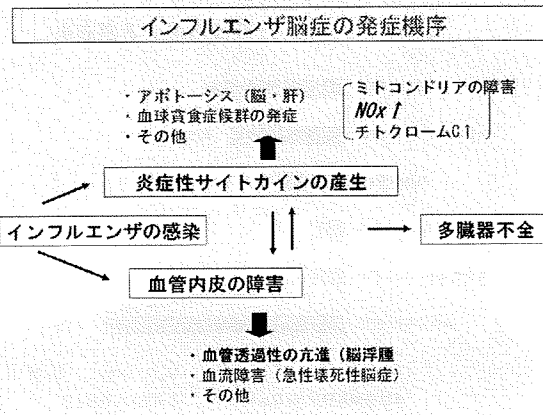 インフルエンザ脳症の発症機序
・アポトーシス（脳・肝）
・血球貪食症候群の発症
・その他
ミトコンドリアの障害
NOx↑
チトクロームC↑
炎症性サイトカインの産生
インフルエンザの感染
多臓器不全
血管内皮の障害
・血管透過性の亢進（脳浮腫
・血流障害（急性壊死性脳症）
・その他